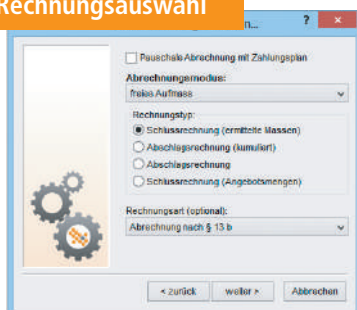 Rechnungsauswahl
n...
?
×
Pauschale Abrechnung mit Zahlungsplan
Abrechnungsmodus:
freies Aufmass
Rechnungstyp:
Schlussrechnung (ermittelte Massen)
Abschlagsrechnung (kumuliert)
Abschlagsrechnung
Schlussrechnung (Angebotsmengen)
Rechnungsart (optional):
Abrechnung nach § 13 b
< zurück weiter > Abbrechen